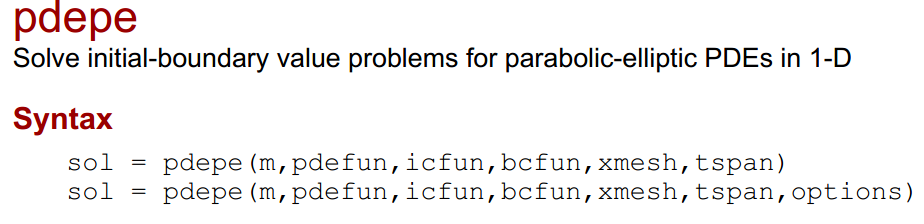 pdepe
Solve initial-boundary value problems for parabolic-elliptic PDEs in 1-D
Syntax
sol = pdepe(m,pdefun,icfun,bcfun,xmesh,tspan)
sol = pdepe(m,pdefun,icfun,bcfun,xmesh,tspan,options)